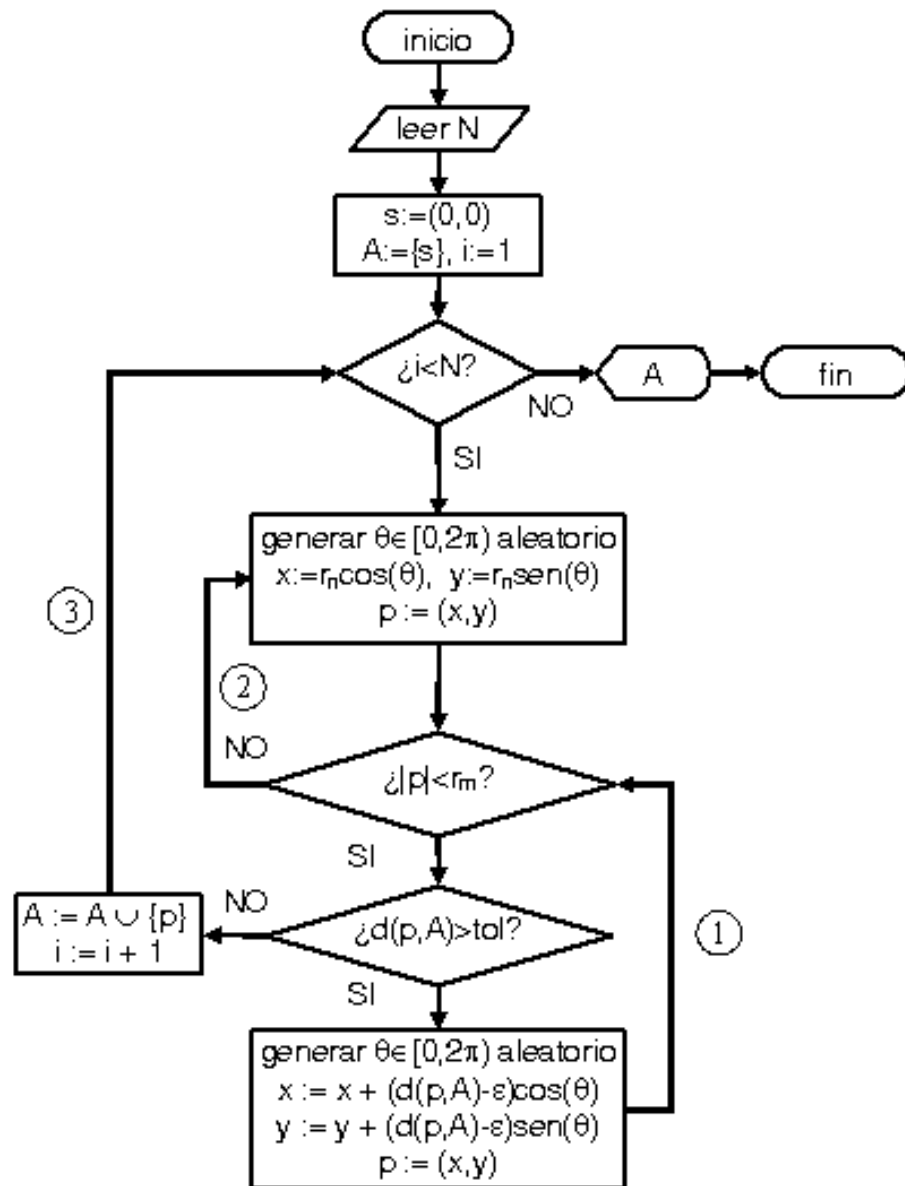 inicio
leer N
s:=(0,0)
A:={s}, i:=1
¿i<N?
NO
A
fin
SI
generar θ∈[0,2π) aleatorio
x:=rₙcos(θ), y:=rₙsen(θ)
p := (x,y)
3
2
NO
¿|p|<rₘ?
SI
A := A ∪ {p}
i := i + 1
NO
¿d(p,A)>tol?
1
SI
generar θ∈[0,2π) aleatorio
x := x + (d(p,A)-ε)cos(θ)
y := y + (d(p,A)-ε)sen(θ)
p := (x,y)